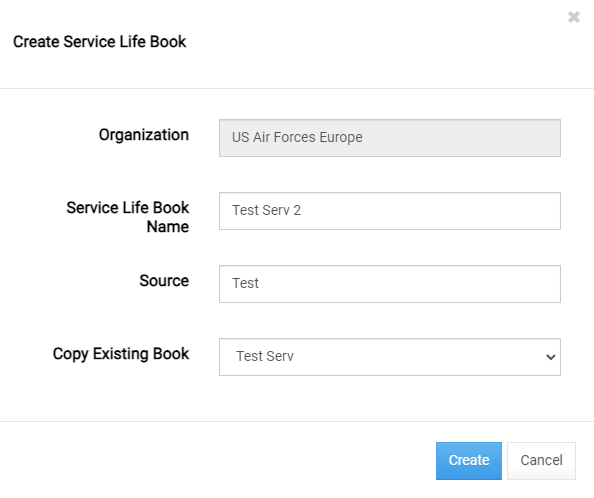 Create Service Life Book
Organization
US Air Forces Europe
Service Life Book
Name
Test Serv 2
Source
Test
Copy Existing Book
Test Serv
Create
Cancel